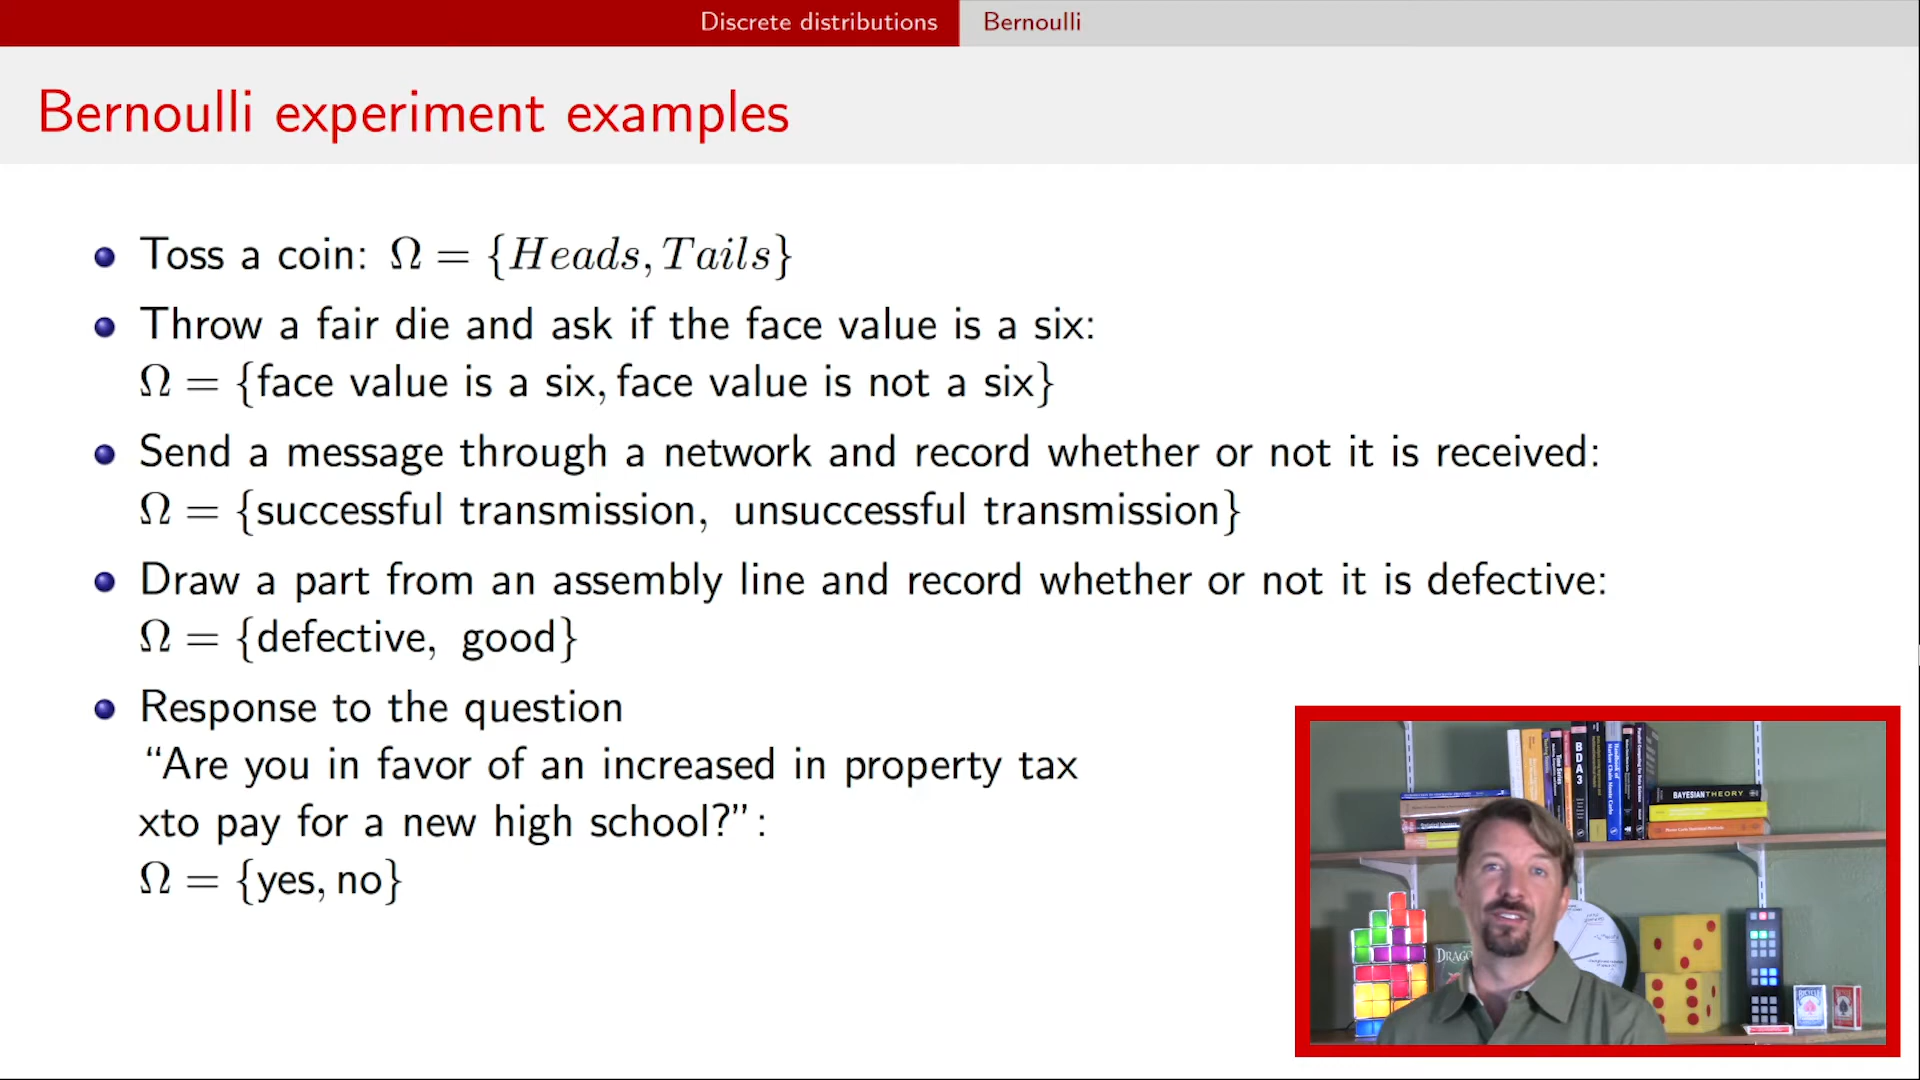 Discrete distributions Bernoulli
Bernoulli experiment examples
Toss a coin: Ω = {Heads, Tails}
Throw a fair die and ask if the face value is a six:
Ω = {face value is a six, face value is not a six}
Send a message through a network and record whether or not it is received:
Ω = {successful transmission, unsuccessful transmission}
Draw a part from an assembly line and record whether or not it is defective:
Ω = {defective, good}
Response to the question
“Are you in favor of an increased in property tax
xto pay for a new high school?”:
Ω = {yes, no}
BDA3
BAYESIAN THEORY